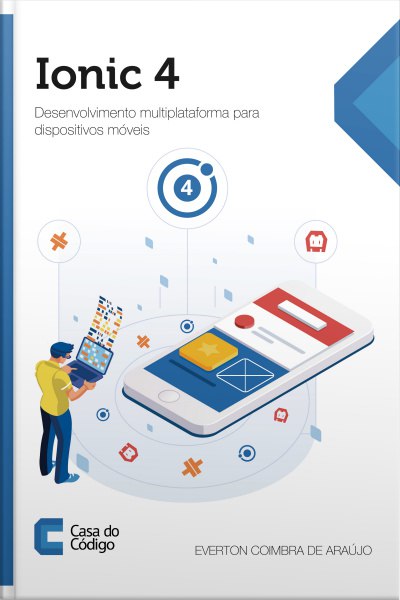 Ionic 4
Desenvolvimento multiplataforma para
dispositivos móveis
4
Casa do
Código
EVERTON COIMBRA DE ARAÚJO